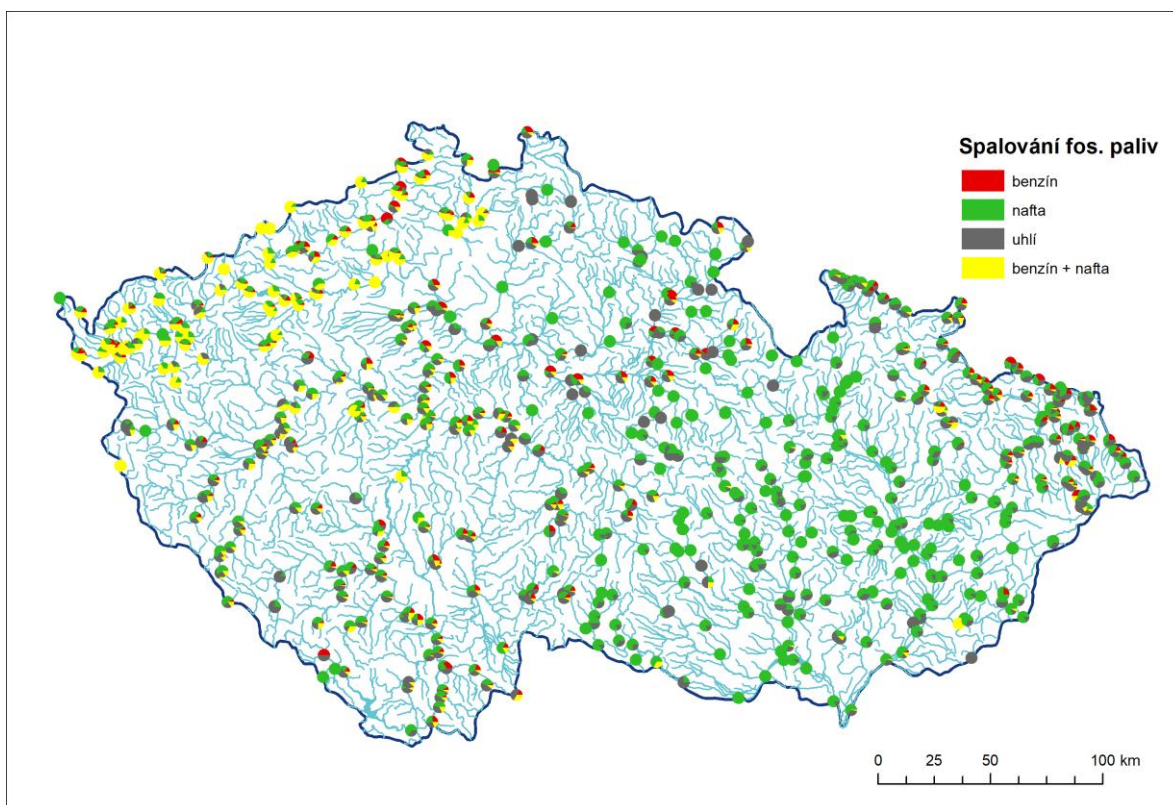 Spalování fos. paliv
benzín
nafta
uhlí
benzín + nafta
0 25 50 100 km